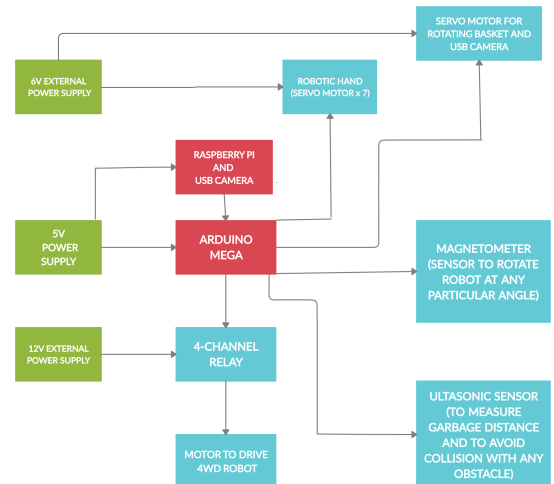 SERVO MOTOR FOR
ROTATING BASKET AND
USB CAMERA
6V EXTERNAL
POWER SUPPLY
ROBOTIC HAND
(SERVO MOTOR x 7)
RASPBERRY PI
AND
USB CAMERA
5V
POWER
SUPPLY
ARDUINO
MEGA
MAGNETOMETER
(SENSOR TO ROTATE
ROBOT AT ANY
PARTICULAR ANGLE)
12V EXTERNAL
POWER SUPPLY
4-CHANNEL
RELAY
ULTASONIC SENSOR
(TO MEASURE
GARBAGE DISTANCE
AND TO AVOID
COLLISION WITH ANY
OBSTACLE)
MOTOR TO DRIVE
4WD ROBOT